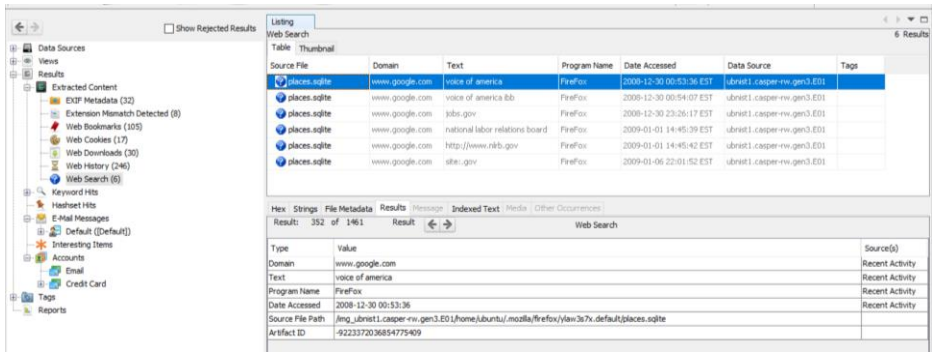 Show Rejected Results
Data Sources
Views
Results
Extracted Content
EXIF Metadata (32)
Extension Mismatch Detected (8)
Web Bookmarks (105)
Web Cookies (17)
Web Downloads (30)
Web History (246)
Web Search (6)
Keyword Hits
Hashset Hits
E-Mail Messages
Default ([Default])
Interesting Items
Accounts
Email
Credit Card
Tags
Reports
Listing
Web Search
6 Results
Table Thumbnail
Source File Domain Text Program Name Date Accessed Data Source Tags
places.sqlite www.google.com voice of america FireFox 2008-12-30 00:53:36 EST ubnist1.casper-rw.gen3.E01
places.sqlite www.google.com voice of america ibb FireFox 2008-12-30 00:54:07 EST ubnist1.casper-rw.gen3.E01
places.sqlite www.google.com jobs.gov FireFox 2008-12-30 23:26:17 EST ubnist1.casper-rw.gen3.E01
places.sqlite www.google.com national labor relations board FireFox 2009-01-01 14:45:39 EST ubnist1.casper-rw.gen3.E01
places.sqlite www.google.com http://www.nlrb.gov FireFox 2009-01-01 14:45:42 EST ubnist1.casper-rw.gen3.E01
places.sqlite www.google.com site:.gov FireFox 2009-01-06 22:01:52 EST ubnist1.casper-rw.gen3.E01
Hex Strings File Metadata Results Message Indexed Text Media Other Occurrences
Result: 352 of 1461 Result Web Search
Type Value Source(s)
Domain www.google.com Recent Activity
Text voice of america Recent Activity
Program Name FireFox Recent Activity
Date Accessed 2008-12-30 00:53:36 Recent Activity
Source File Path /img_ubnist1.casper-rw.gen3.E01/home/ubuntu/.mozilla/firefox/ylaw3s7x.default/places.sqlite
Artifact ID -9223372036854775409